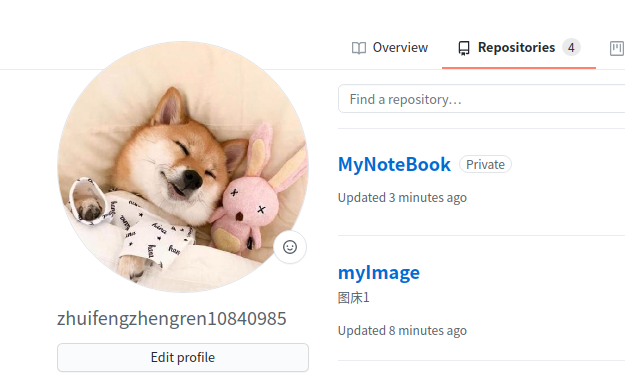 Overview
Repositories 4
Find a repository…
MyNoteBook Private
Updated 3 minutes ago
myImage
图床1
Updated 8 minutes ago
zhuifengzhengren10840985
Edit profile